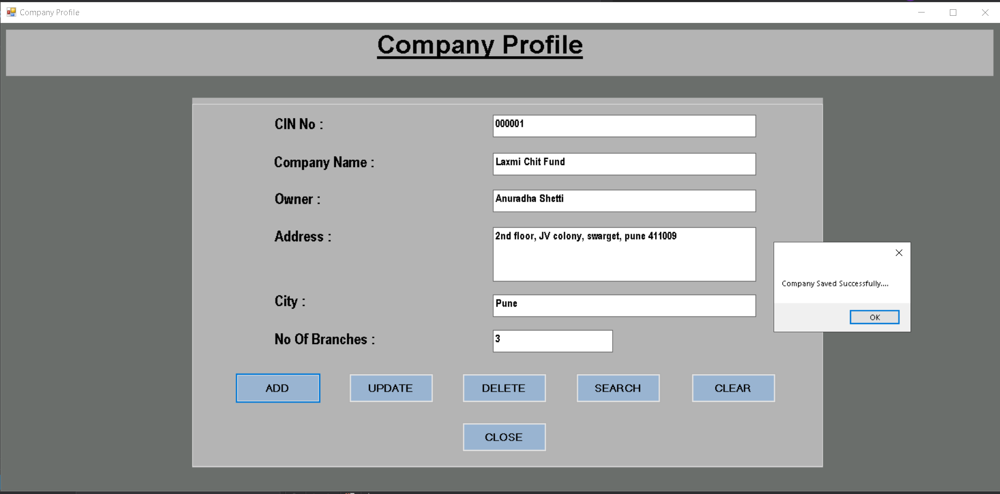 Company Profile
Company Profile
CIN No :
000001
Company Name :
Laxmi Chit Fund
Owner :
Anuradha Shetti
Address :
2nd floor, JV colony, swarget, pune 411009
Company Saved Successfully....
OK
City :
Pune
No Of Branches :
3
ADD
UPDATE
DELETE
SEARCH
CLEAR
CLOSE